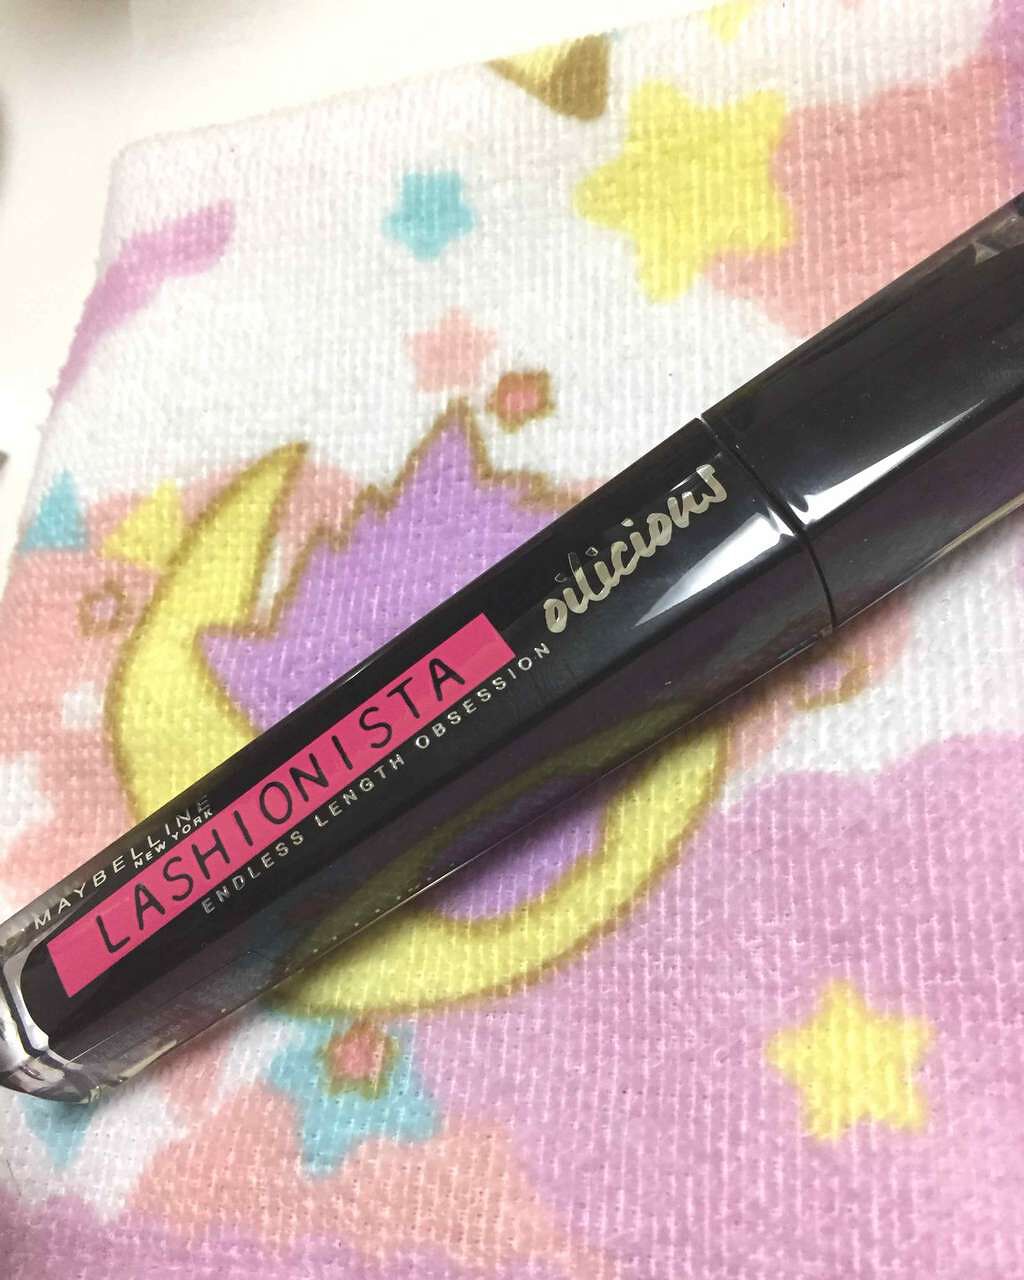 MAYBELLINE
NEW YORK
LASHIONISTA
ENDLESS LENGTH OBSESSION
oilicious